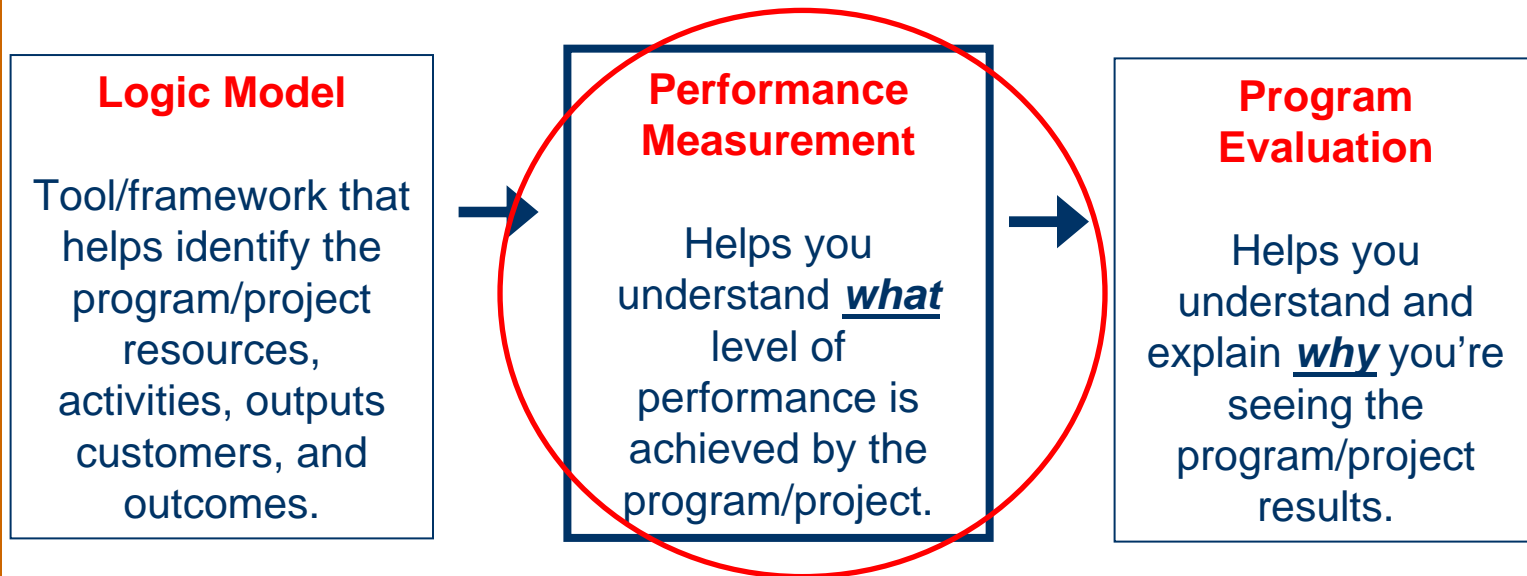 Logic Model
Tool/framework that
helps identify the
program/project
resources,
activities, outputs
customers, and
outcomes.
Performance
Measurement
Helps you
understand what
level of
performance is
achieved by the
program/project.
Program
Evaluation
Helps you
understand and
explain why you’re
seeing the
program/project
results.